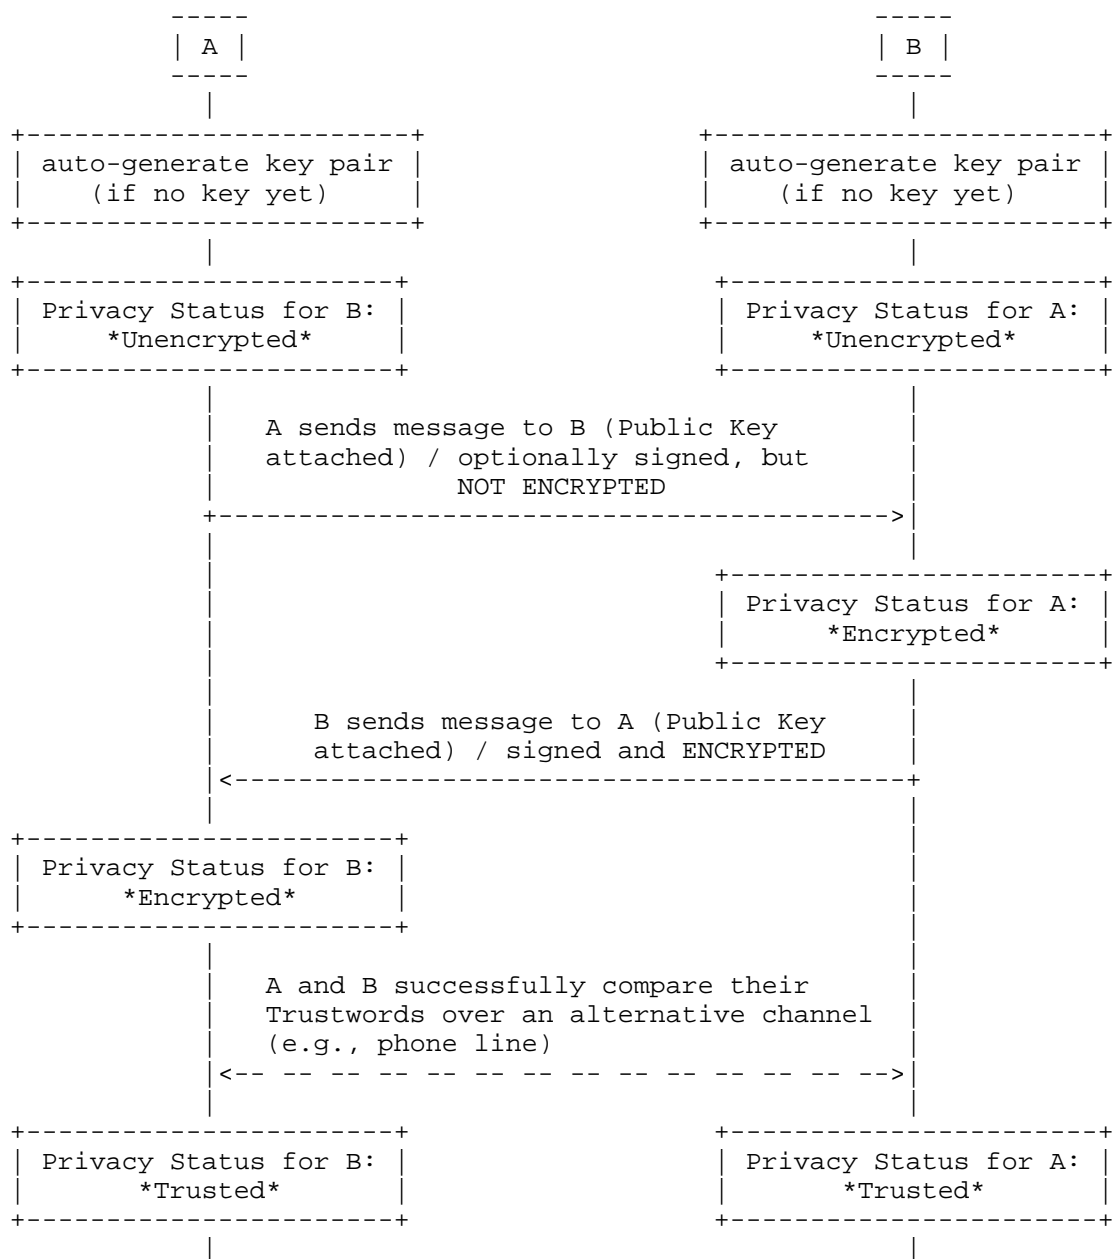 A B
auto-generate key pair auto-generate key pair
(if no key yet) (if no key yet)
Privacy Status for B: Privacy Status for A:
*Unencrypted* *Unencrypted*
A sends message to B (Public Key
attached) / optionally signed, but
NOT ENCRYPTED
Privacy Status for A:
*Encrypted*
B sends message to A (Public Key
attached) / signed and ENCRYPTED
Privacy Status for B:
*Encrypted*
A and B successfully compare their
Trustwords over an alternative channel
(e.g., phone line)
Privacy Status for B: Privacy Status for A:
*Trusted* *Trusted*